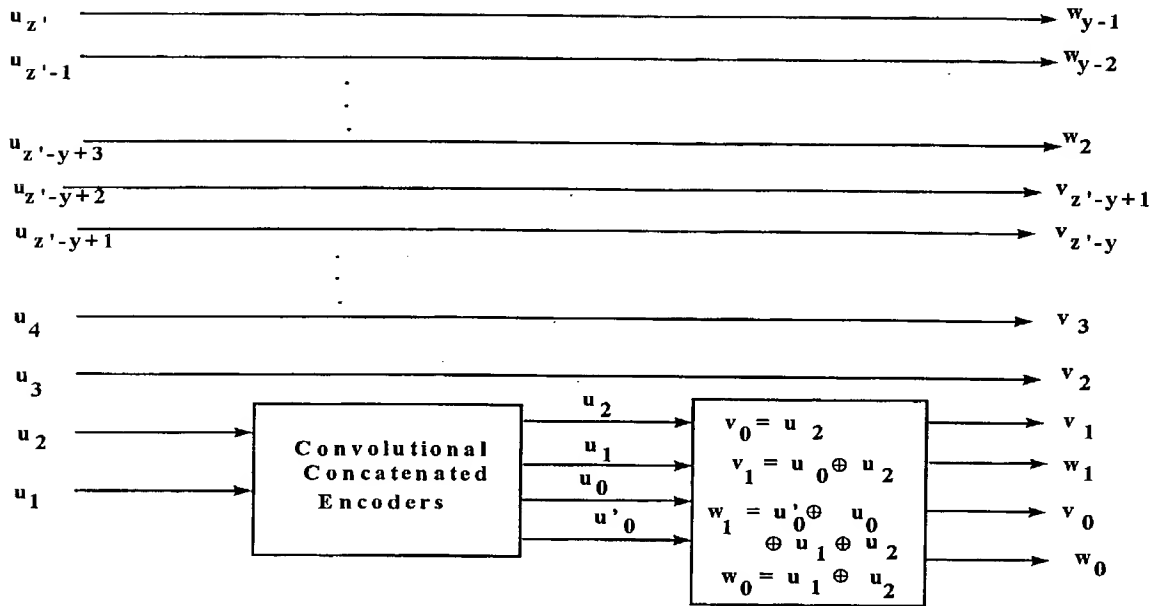 u_z' w_y-1
u_z'-1 w_y-2
u_z'-y+3 w_2
u_z'-y+2 v_z'-y+1
u_z'-y+1 v_z'-y
u_4 v_3
u_3 v_2
u_2 v_1
u_1 w_1
v_0
w_0
Convolutional
Concatenated
Encoders
u_2
u_1
u_0
u'_0
v_0 = u_2
v_1 = u_0 ⊕ u_2
w_1 = u'_0 ⊕ u_0
⊕ u_1 ⊕ u_2
w_0 = u_1 ⊕ u_2